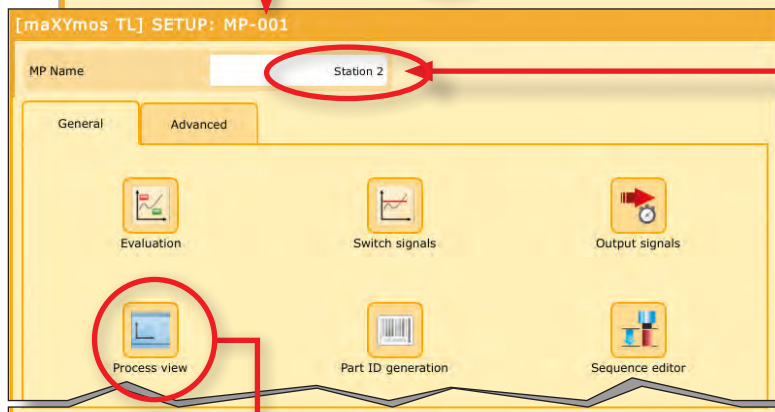 [maXYmos TL] SETUP: MP-001
MP Name Station 2
General Advanced
Evaluation Switch signals Output signals
Process view Part ID generation Sequence editor